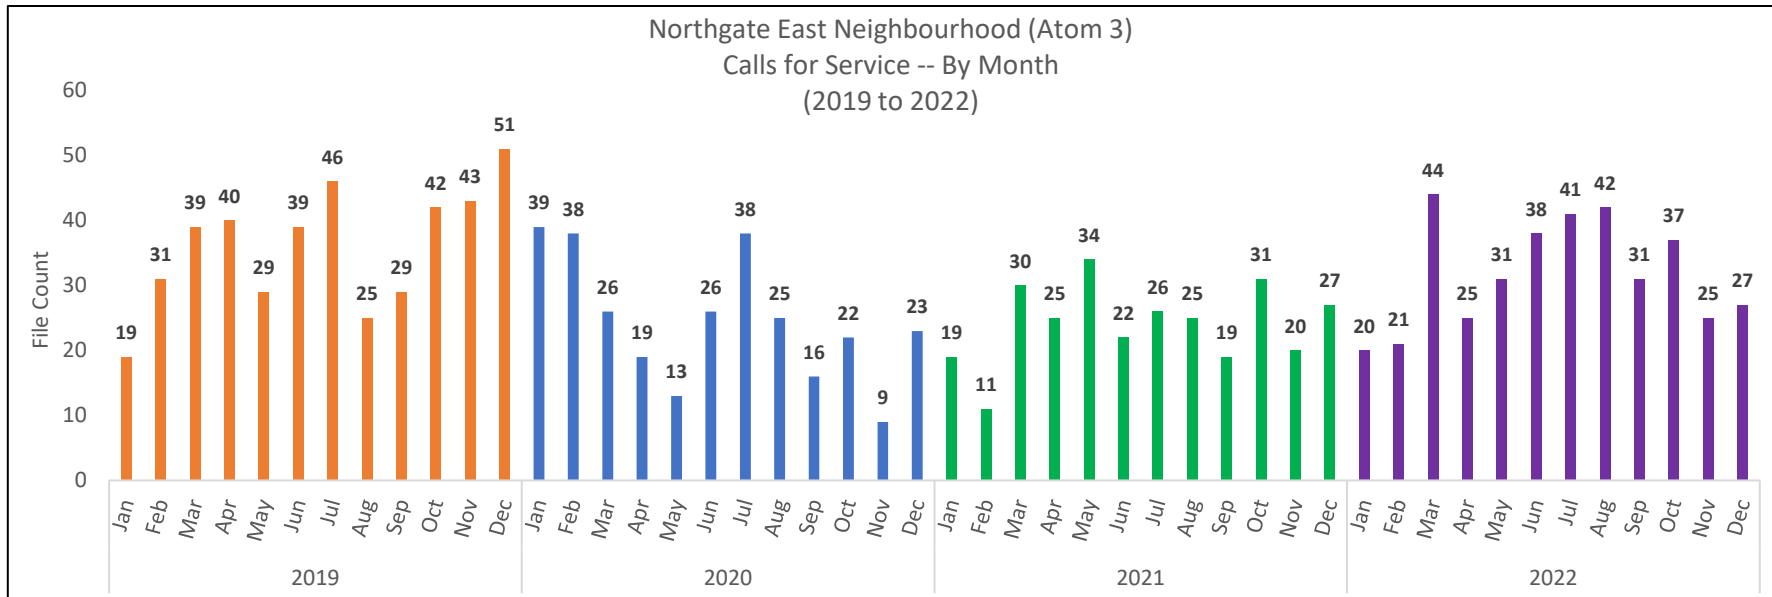 Northgate East Neighbourhood (Atom 3)
Calls for Service -- By Month
(2019 to 2022)
File Count
60
50
40
30
20
10
0
19 31 39 40 29 39 46 25 29 42 43 51 39 38 26 19 13 26 38 25 16 22 9 23 19 11 30 25 34 22 26 25 19 31 20 27 20 21 44 25 31 38 41 42 31 37 25 27
Jan Feb Mar Apr May Jun Jul Aug Sep Oct Nov Dec Jan Feb Mar Apr May Jun Jul Aug Sep Oct Nov Dec Jan Feb Mar Apr May Jun Jul Aug Sep Oct Nov Dec Jan Feb Mar Apr May Jun Jul Aug Sep Oct Nov Dec
2019 2020 2021 2022